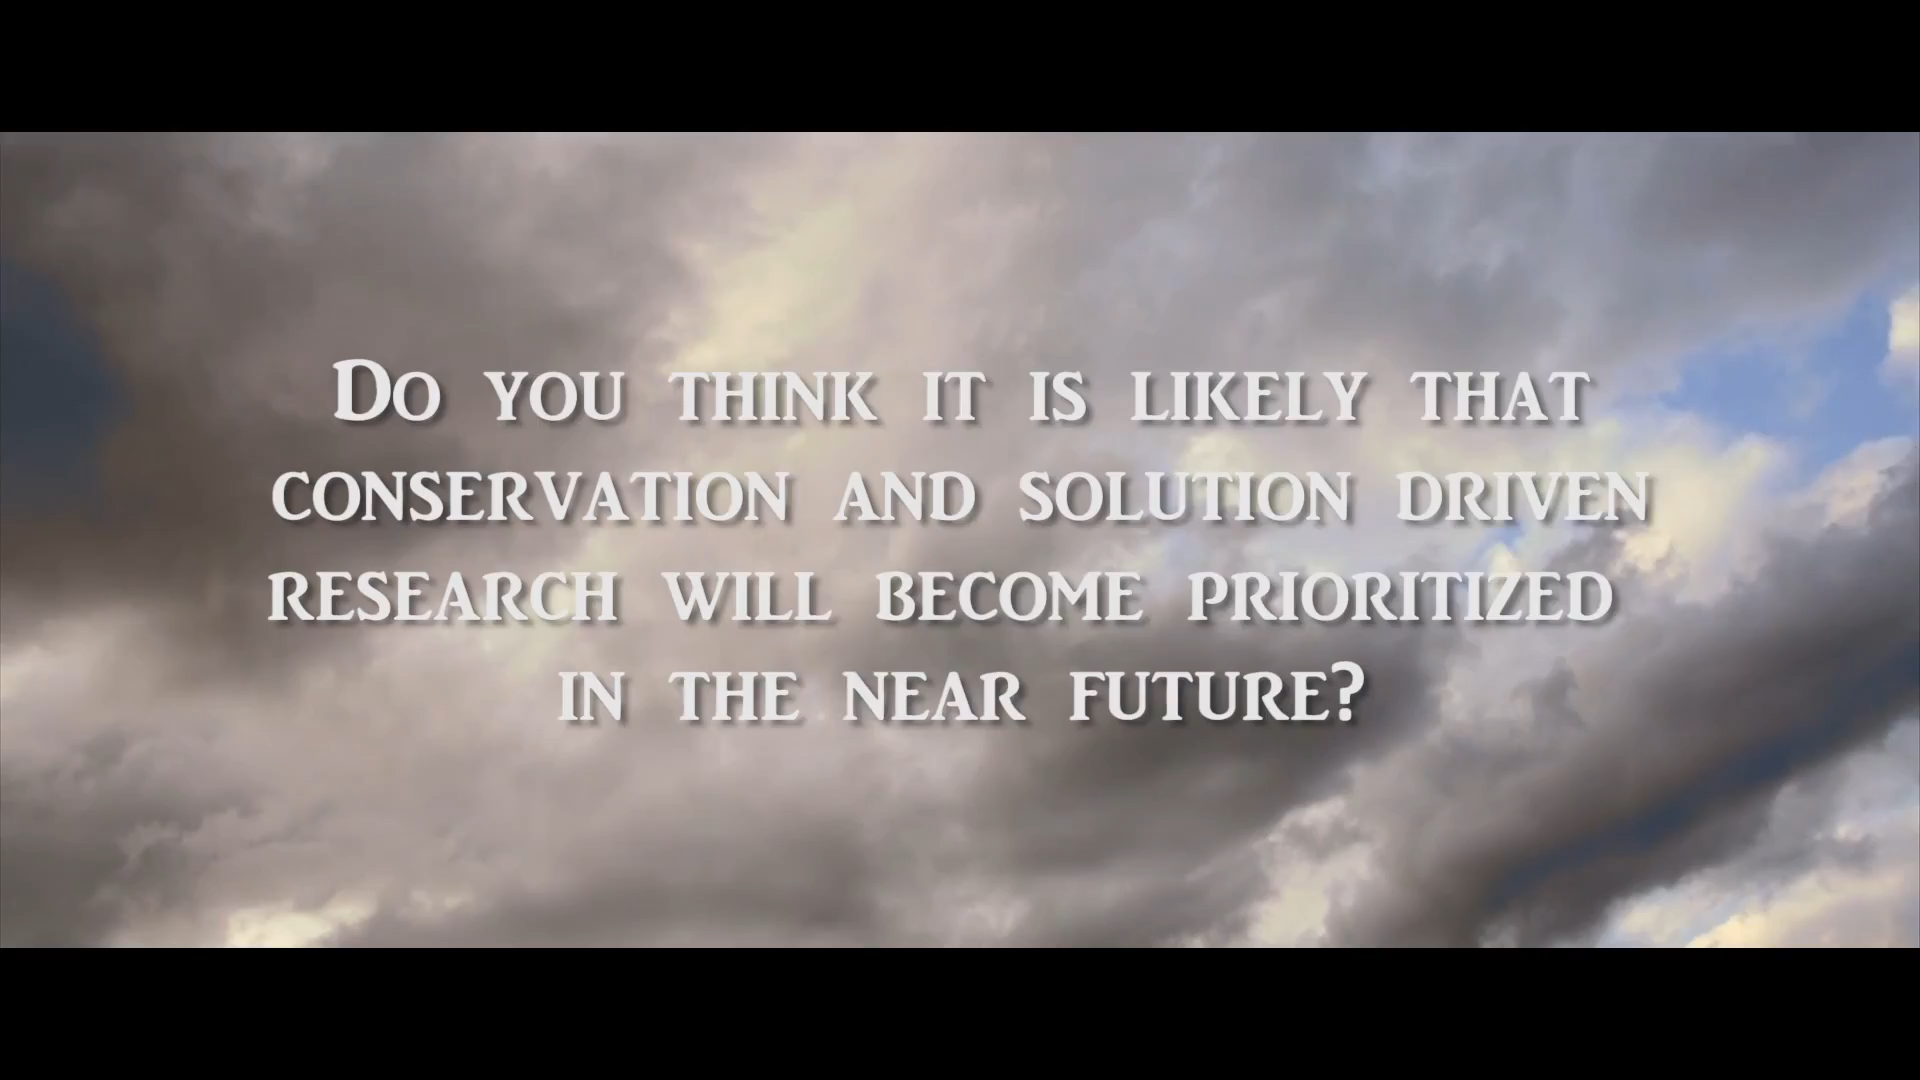 Do you think it is likely that
conservation and solution driven
research will become prioritized
in the near future?